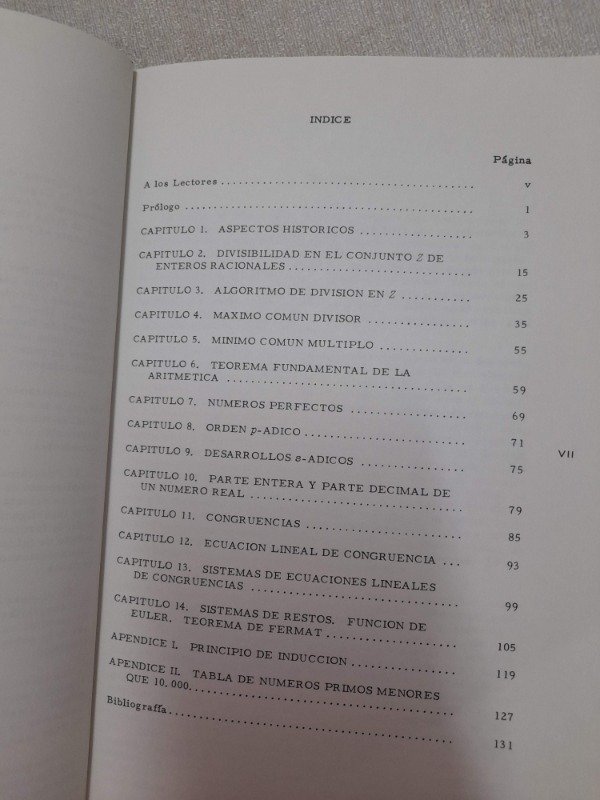 INDICE
Página
A los Lectores ........................................ v
Prólogo ........................................ 1
CAPITULO 1. ASPECTOS HISTORICOS .................. 3
CAPITULO 2. DIVISIBILIDAD EN EL CONJUNTO Z DE
ENTEROS RACIONALES ........................... 15
CAPITULO 3. ALGORITMO DE DIVISION EN Z ........... 25
CAPITULO 4. MAXIMO COMUN DIVISOR ............... 35
CAPITULO 5. MINIMO COMUN MULTIPLO .............. 55
CAPITULO 6. TEOREMA FUNDAMENTAL DE LA
ARITMETICA .................................. 59
CAPITULO 7. NUMEROS PERFECTOS .................. 69
CAPITULO 8. ORDEN p-ADICO ....................... 71
CAPITULO 9. DESARROLLOS s-ADICOS ............... 75
CAPITULO 10. PARTE ENTERA Y PARTE DECIMAL DE
UN NUMERO REAL .............................. 79
CAPITULO 11. CONGRUENCIAS ....................... 85
CAPITULO 12. ECUACION LINEAL DE CONGRUENCIA ... 93
CAPITULO 13. SISTEMAS DE ECUACIONES LINEALES
DE CONGRUENCIAS ............................. 99
CAPITULO 14. SISTEMAS DE RESTOS. FUNCION DE
EULER. TEOREMA DE FERMAT .................. 105
APENDICE I. PRINCIPIO DE INDUCCION ............... 119
APENDICE II. TABLA DE NUMEROS PRIMOS MENORES
QUE 10.000..................................... 127
Bibliografía........................................ 131
VII